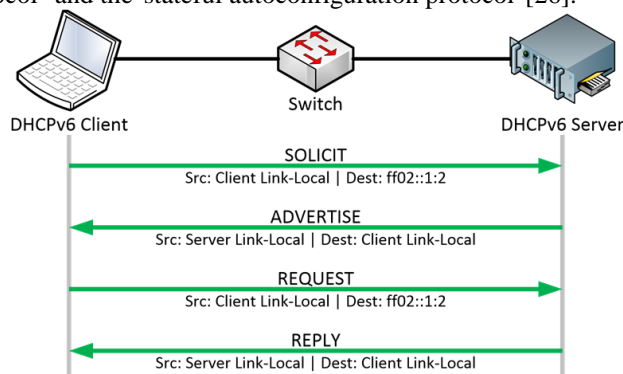 and the 'stateful autoconfiguration protocol' [28].
Switch
DHCPv6 Client
DHCPv6 Server
SOLICIT
Src: Client Link-Local | Dest: ff02::1:2
ADVERTISE
Src: Server Link-Local | Dest: Client Link-Local
REQUEST
Src: Client Link-Local | Dest: ff02::1:2
REPLY
Src: Server Link-Local | Dest: Client Link-Local